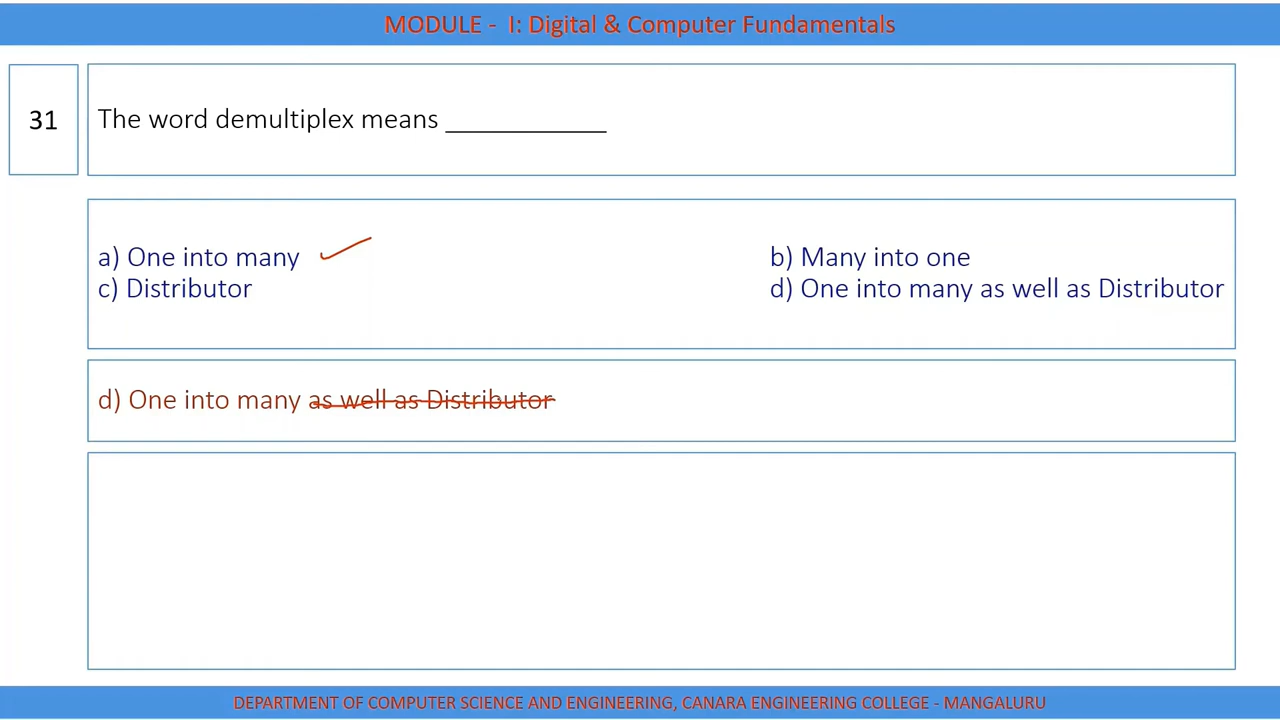 MODULE - I: Digital & Computer Fundamentals
31
The word demultiplex means ____________
a) One into many
b) Many into one
c) Distributor
d) One into many as well as Distributor
d) One into many as well as Distributor
DEPARTMENT OF COMPUTER SCIENCE AND ENGINEERING, CANARA ENGINEERING COLLEGE - MANGALURU